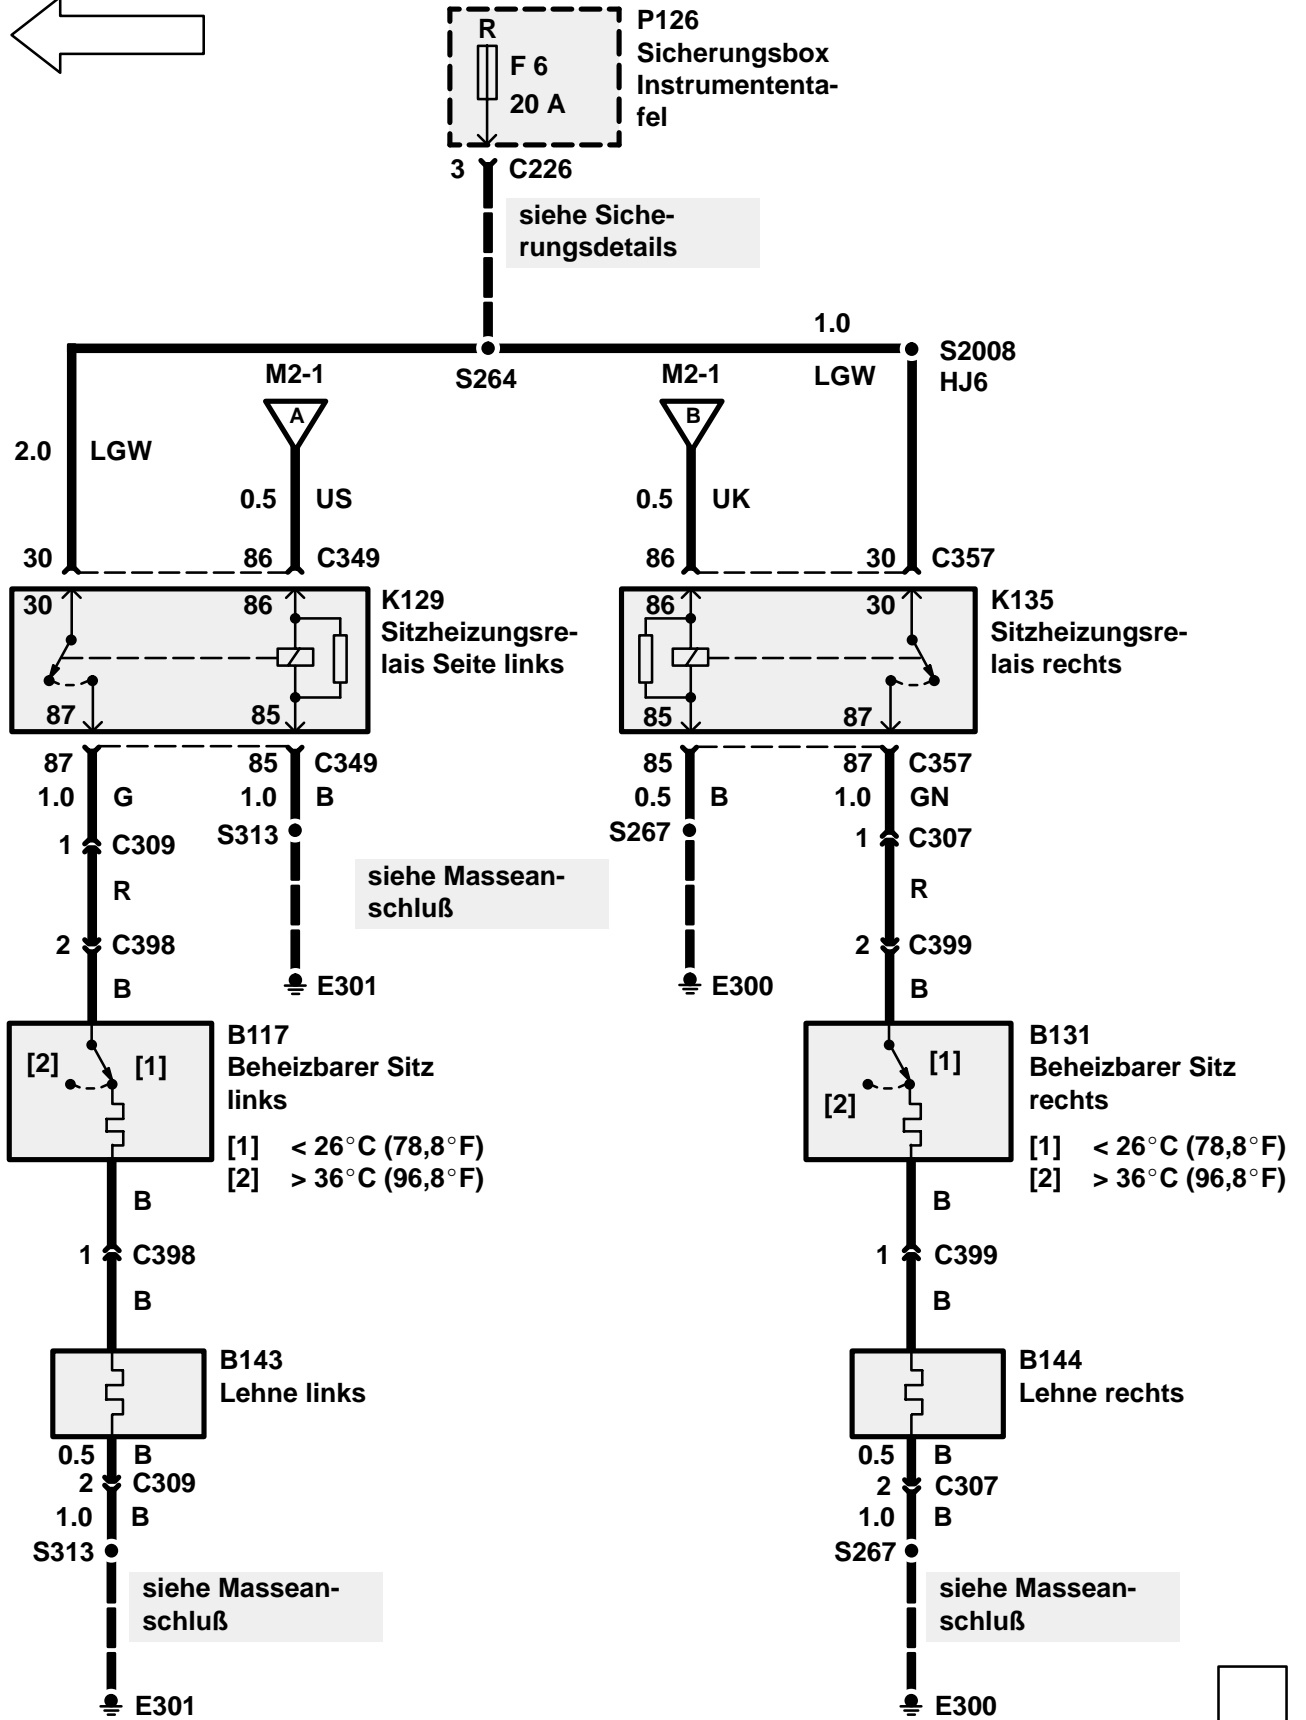 R
F 6
20 A
P126
Sicherungsbox
Instrumententa-
fel
3 C226
siehe Siche-
rungsdetails
1.0
S264
LGW
S2008
HJ6
M2-1
A
M2-1
B
2.0 LGW
0.5 US
0.5 UK
30 86 C349
86 30 C357
30 86
87 85
K129
Sitzheizungsre-
lais Seite links
86 30
85 87
K135
Sitzheizungsre-
lais rechts
87 85 C349
1.0 G 1.0 B
85 87 C357
0.5 B 1.0 GN
1 C309
S313
S267
1 C307
R
siehe Massean-
schluß
R
2 C398
2 C399
B
E301
E300
B
[2] [1]
B117
Beheizbarer Sitz
links
[1] < 26°C (78,8°F)
[2] > 36°C (96,8°F)
[1]
[2]
B131
Beheizbarer Sitz
rechts
[1] < 26°C (78,8°F)
[2] > 36°C (96,8°F)
B
1 C398
B
B
1 C399
B
B143
Lehne links
B144
Lehne rechts
0.5 B
2 C309
1.0 B
S313
0.5 B
2 C307
1.0 B
S267
siehe Massean-
schluß
siehe Massean-
schluß
E301
E300